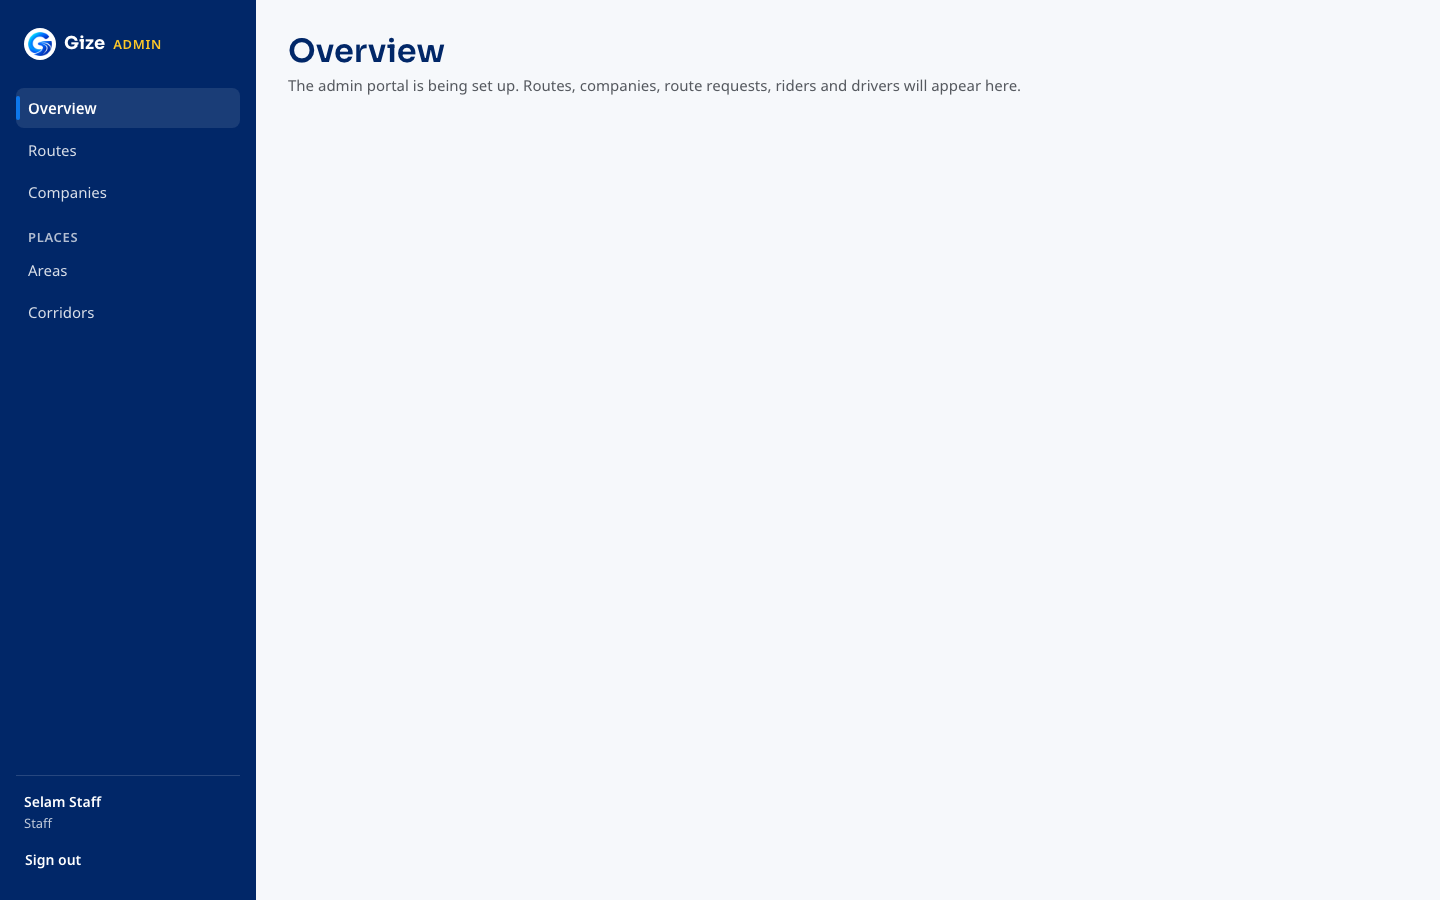 Gize ADMIN
Overview
Routes
Companies
PLACES
Areas
Corridors
Selam Staff
Staff
Sign out
Overview
The admin portal is being set up. Routes, companies, route requests, riders and drivers will appear here.